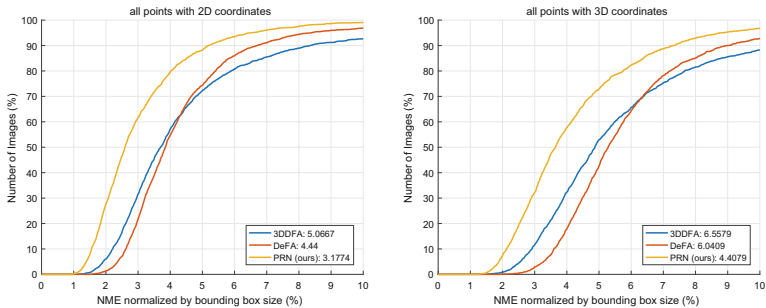 all points with 2D coordinates
100
90
80
70
60
50
40
30
20
10
0
Number of Images (%)
3DDFA: 5.0667
DeFA: 4.44
PRN (ours): 3.1774
0 1 2 3 4 5 6 7 8 9 10
NME normalized by bounding box size (%)
all points with 3D coordinates
100
90
80
70
60
50
40
30
20
10
0
Number of Images (%)
3DDFA: 6.5579
DeFA: 6.0409
PRN (ours): 4.4079
0 1 2 3 4 5 6 7 8 9 10
NME normalized by bounding box size (%)